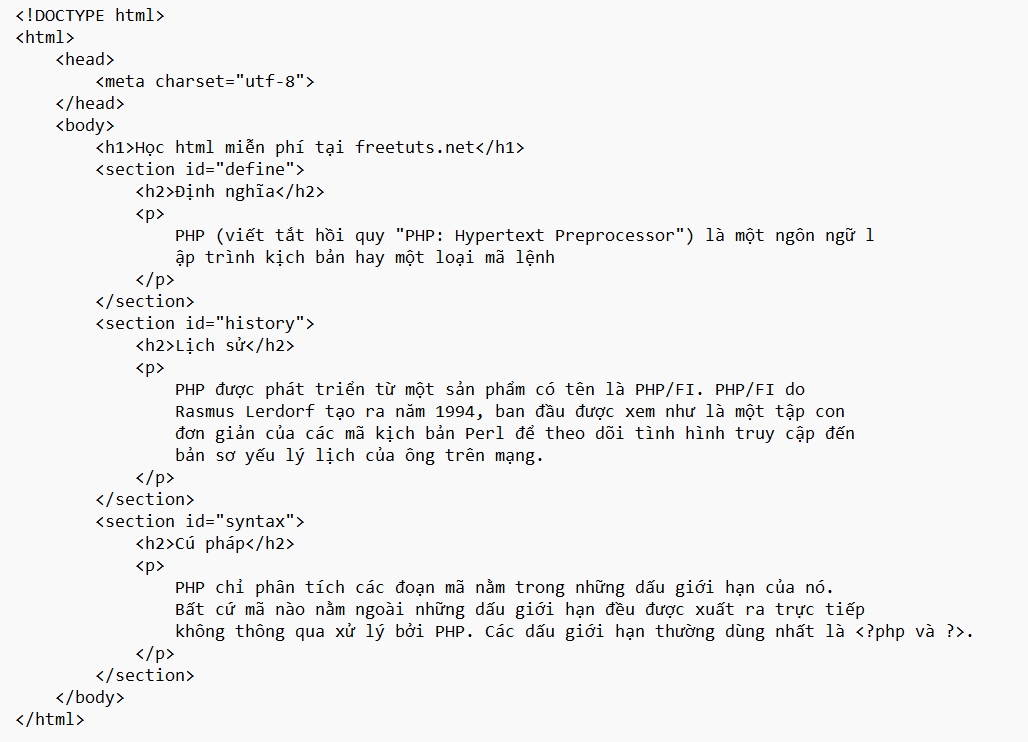 <!DOCTYPE html>
<html>
    <head>
        <meta charset="utf-8">
    </head>
    <body>
        <h1>Học html miễn phí tại freetuts.net</h1>
        <section id="define">
            <h2>Định nghĩa</h2>
            <p>
                PHP (viết tắt hồi quy "PHP: Hypertext Preprocessor") là một ngôn ngữ l
                ập trình kịch bản hay một loại mã lệnh
            </p>
        </section>
        <section id="history">
            <h2>Lịch sử</h2>
            <p>
                PHP được phát triển từ một sản phẩm có tên là PHP/FI. PHP/FI do
                Rasmus Lerdorf tạo ra năm 1994, ban đầu được xem như là một tập con
                đơn giản của các mã kịch bản Perl để theo dõi tình hình truy cập đến
                bản sơ yếu lý lịch của ông trên mạng.
            </p>
        </section>
        <section id="syntax">
            <h2>Cú pháp</h2>
            <p>
                PHP chỉ phân tích các đoạn mã nằm trong những dấu giới hạn của nó.
                Bất cứ mã nào nằm ngoài những dấu giới hạn đều được xuất ra trực tiếp
                không thông qua xử lý bởi PHP. Các dấu giới hạn thường dùng nhất là <?php và ?>.
            </p>
        </section>
    </body>
</html>